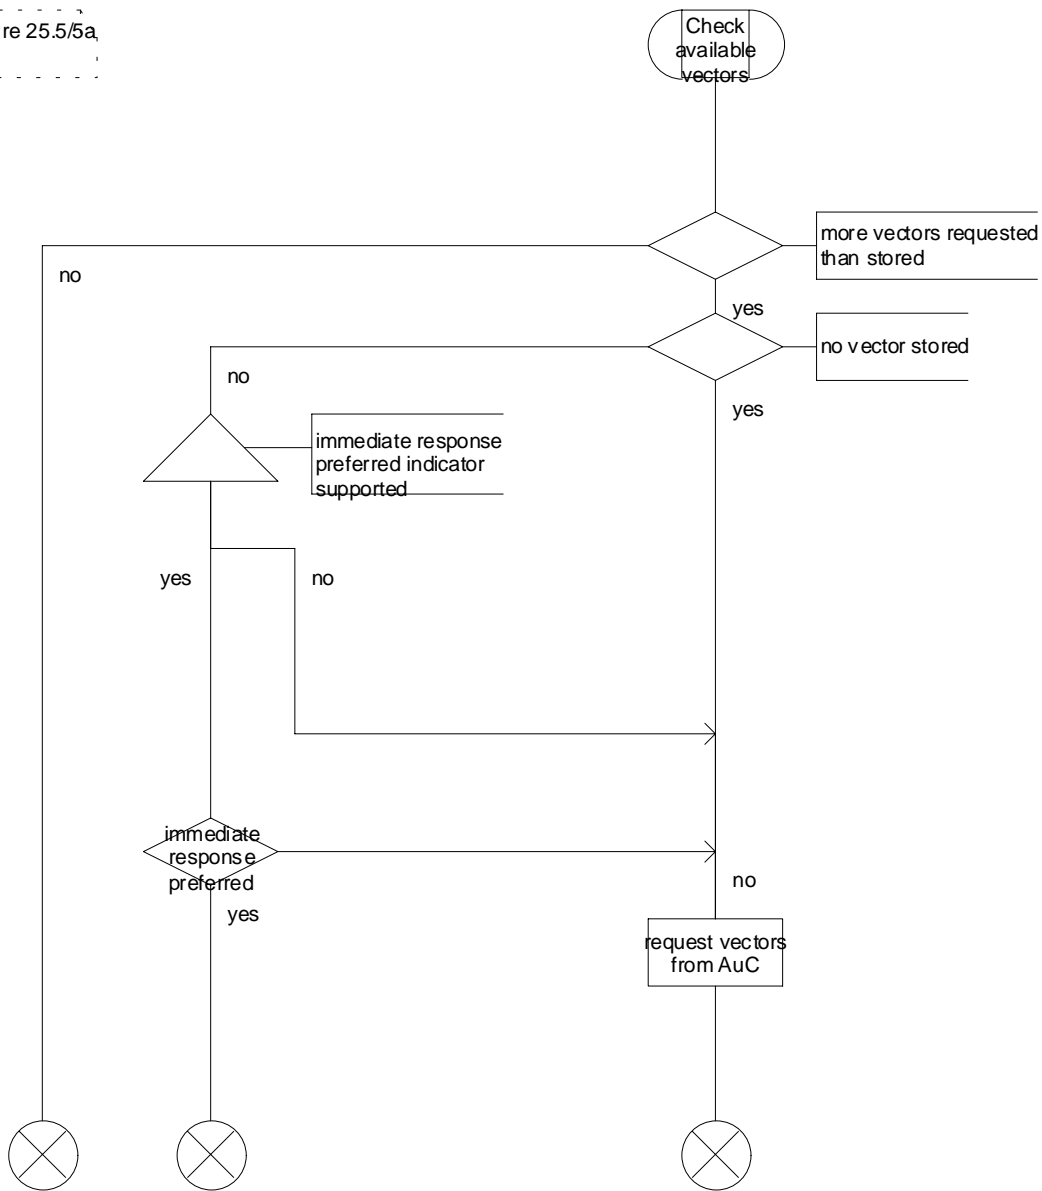 re 25.5/5a
Check
available
vectors
more vectors requested
than stored
no
yes
no vector stored
no
yes
immediate response
preferred indicator
supported
yes
no
immediate
response
preferred
no
yes
request vectors
from AuC